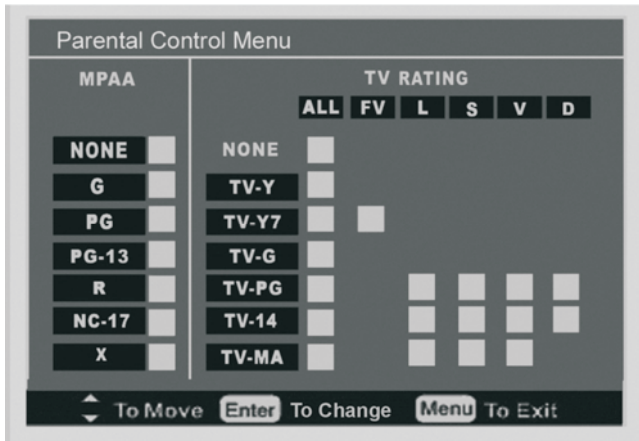 Parental Control Menu
MPAA TV RATING
ALL FV L S V D
NONE NONE
G TV-Y
PG TV-Y7
PG-13 TV-G
R TV-PG
NC-17 TV-14
X TV-MA
To Move Enter To Change Menu To Exit